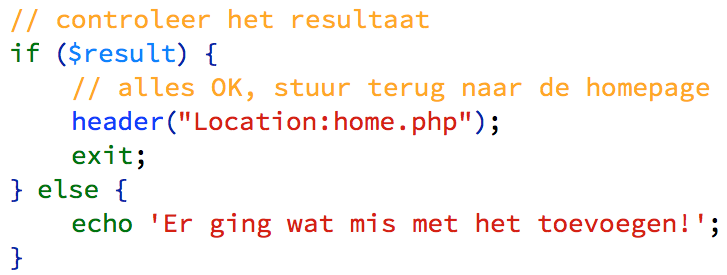 // controleer het resultaat
if ($result) {
    // alles OK, stuur terug naar de homepage
    header("Location:home.php");
    exit;
} else {
    echo 'Er ging wat mis met het toevoegen!';
}